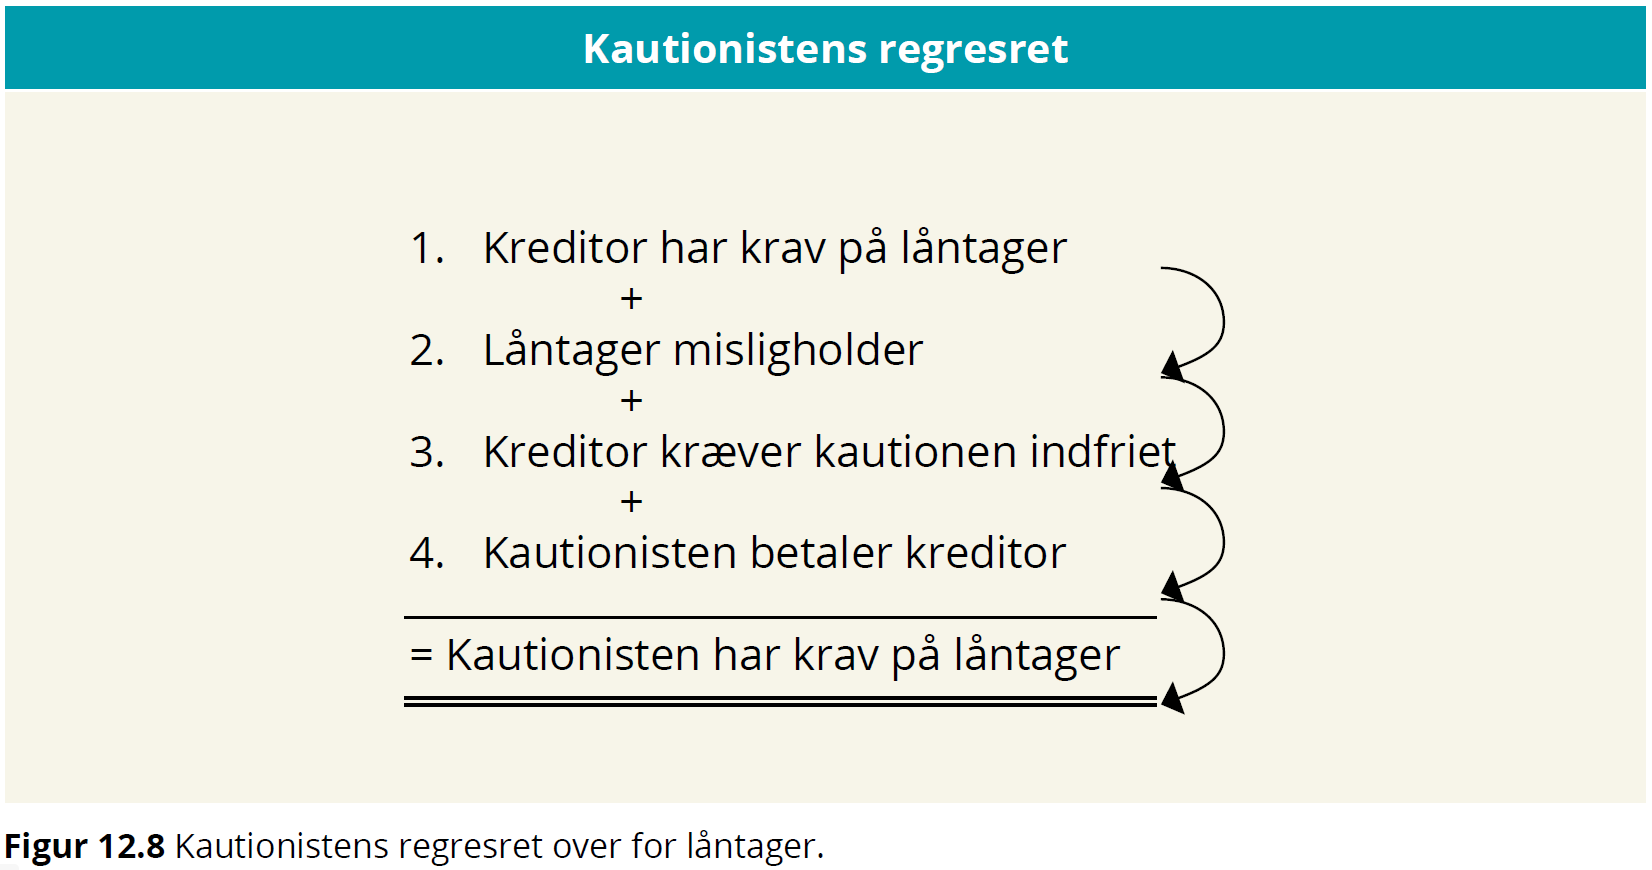 Kautionistens regresret
1. Kreditor har krav på låntager
+
2. Låntager misligholder
+
3. Kreditor kræver kautionen indfriet
+
4. Kautionisten betaler kreditor
= Kautionisten har krav på låntager
Figur 12.8 Kautionistens regresret over for låntager.